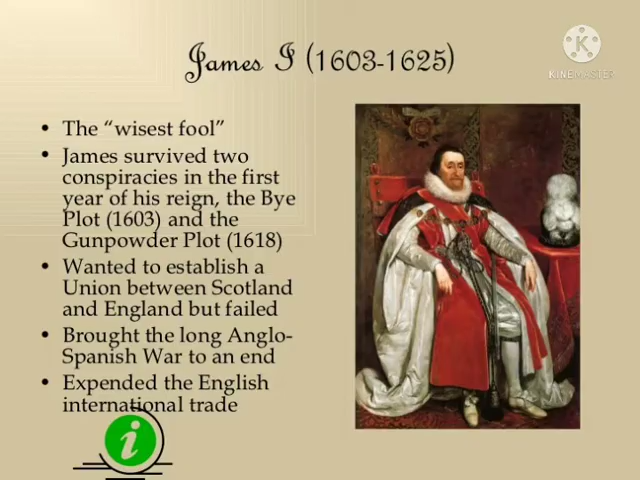 James I (1603-1625)
K
KINEMASTER
• The “wisest fool”
• James survived two
conspiracies in the first
year of his reign, the Bye
Plot (1603) and the
Gunpowder Plot (1618)
• Wanted to establish a
Union between Scotland
and England but failed
• Brought the long Anglo-
Spanish War to an end
• Expended the English
international trade
i